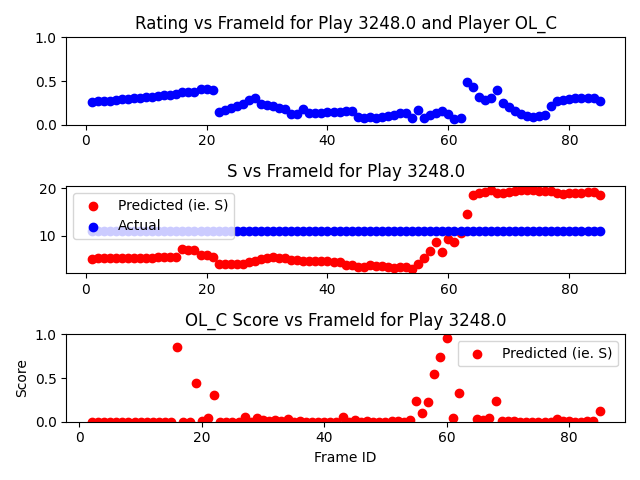 Rating vs FrameId for Play 3248.0 and Player OL_C
1.0
0.5
0.0
0 20 40 60 80
S vs FrameId for Play 3248.0
20
10
Predicted (ie. S)
Actual
0 20 40 60 80
OL_C Score vs FrameId for Play 3248.0
1.0
0.5
0.0
Score
Predicted (ie. S)
0 20 40 60 80
Frame ID